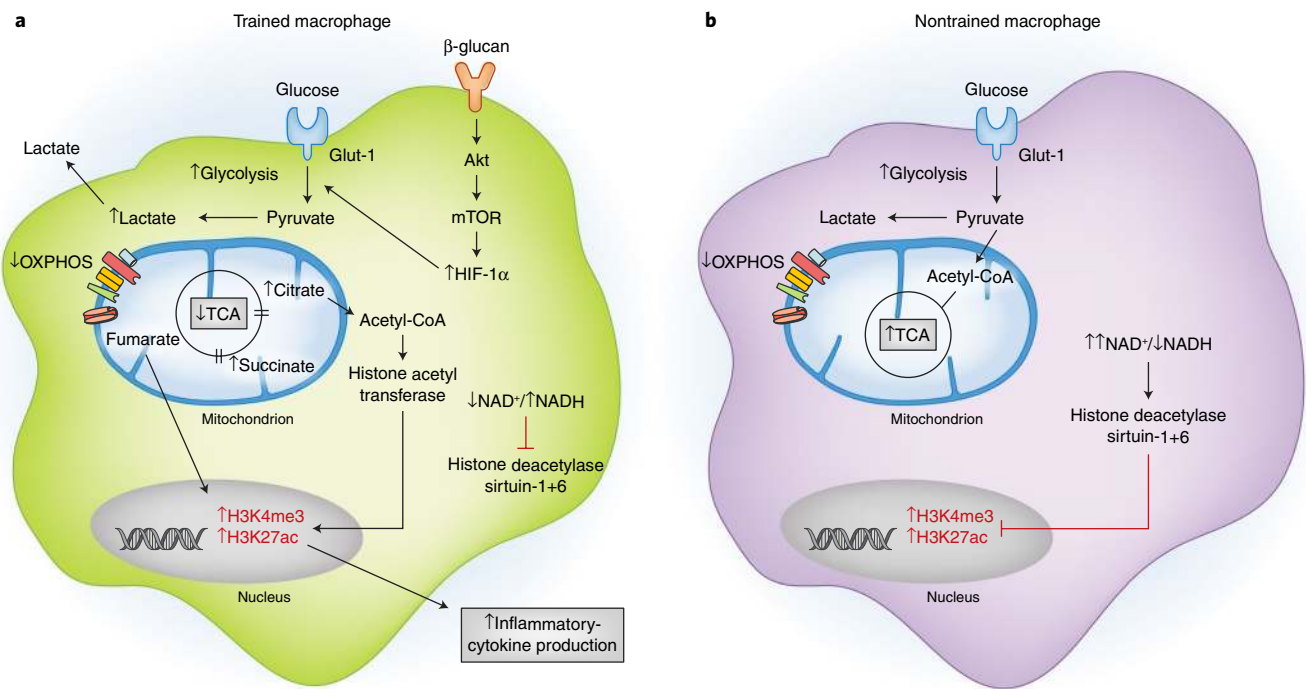 a
Trained macrophage
β-glucan
Glucose
Glut-1
Lactate
↑Glycolysis
Akt
↑Lactate
Pyruvate
mTOR
↓OXPHOS
↑HIF-1α
↑Citrate
↓TCA
Acetyl-CoA
Fumarate
↑Succinate
Histone acetyl
transferase
Mitochondrion
↓NAD⁺/↑NADH
Histone deacetylase
sirtuin-1+6
↑H3K4me3
↑H3K27ac
Nucleus
↑Inflammatory-
cytokine production
b
Nontrained macrophage
Glucose
Glut-1
↑Glycolysis
Lactate
Pyruvate
↓OXPHOS
Acetyl-CoA
↑TCA
↑↑NAD⁺/↓NADH
Mitochondrion
Histone deacetylase
sirtuin-1+6
↑H3K4me3
↑H3K27ac
Nucleus